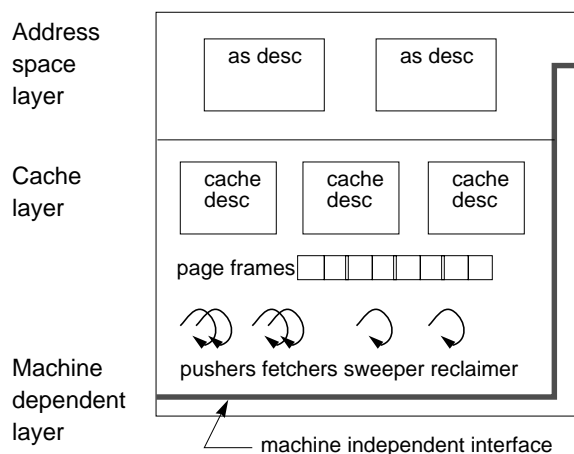 Address
space
layer
as desc
as desc
Cache
layer
cache
desc
cache
desc
cache
desc
page frames
pushers fetchers sweeper reclaimer
Machine
dependent
layer
machine independent interface